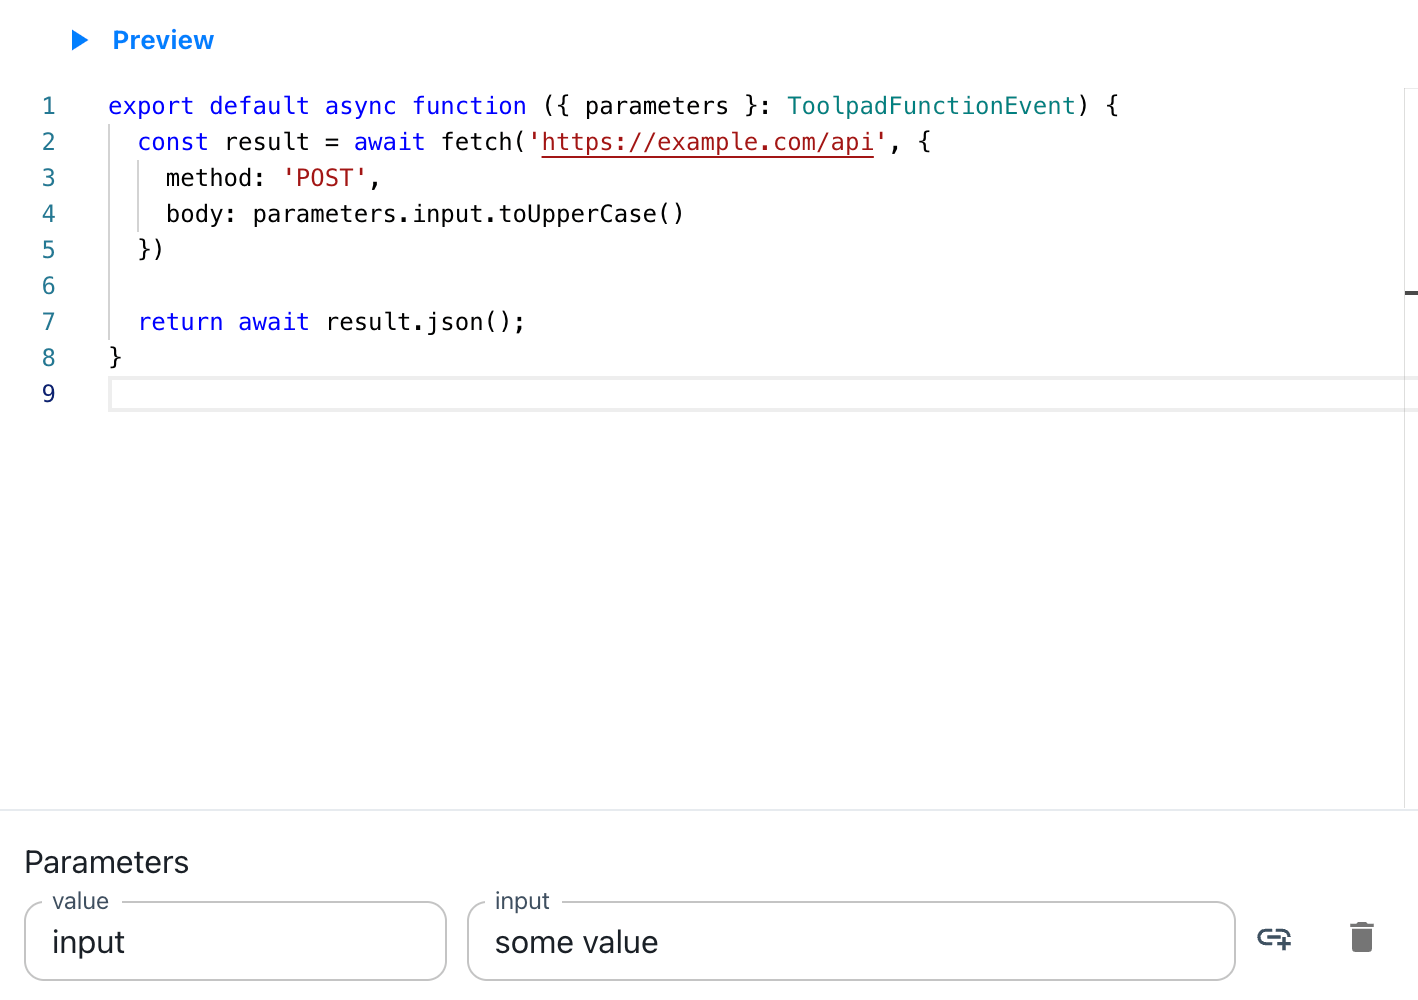 Preview
1 export default async function ({ parameters }: ToolpadFunctionEvent) {
2   const result = await fetch('https://example.com/api', {
3     method: 'POST',
4     body: parameters.input.toUpperCase()
5   })
6
7   return await result.json();
8 }
9
Parameters
value input
input some value